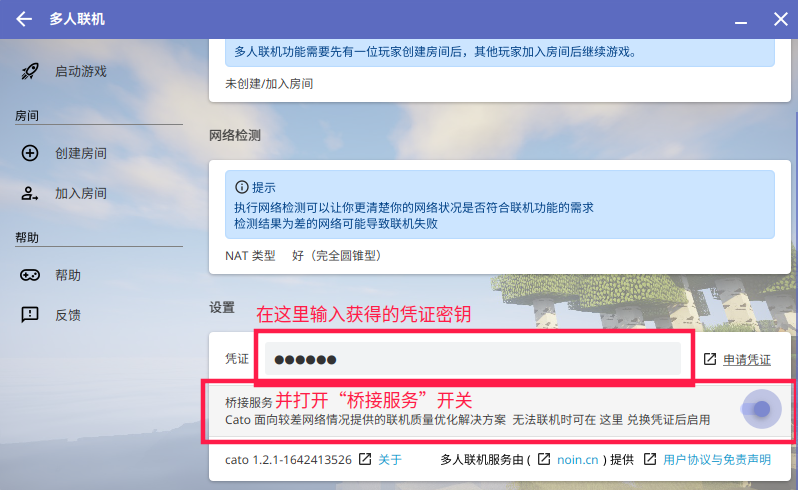 多人联机
启动游戏
房间
创建房间
加入房间
帮助
帮助
反馈
多人联机功能需要先有一位玩家创建房间后，其他玩家加入房间后继续游戏。
未创建/加入房间
网络检测
提示
执行网络检测可以让你更清楚你的网络状况是否符合联机功能的需求
检测结果为差的网络可能导致联机失败
NAT 类型 好（完全圆锥型）
设置
在这里输入获得的凭证密钥
凭证 ●●●●●● 申请凭证
桥接服务 并打开“桥接服务”开关
Cato 面向较差网络情况提供的联机质量优化解决方案 无法联机时可在 这里 兑换凭证后启用
cato 1.2.1-1642413526 关于 多人联机服务由 ( noin.cn ) 提供 用户协议与免责声明